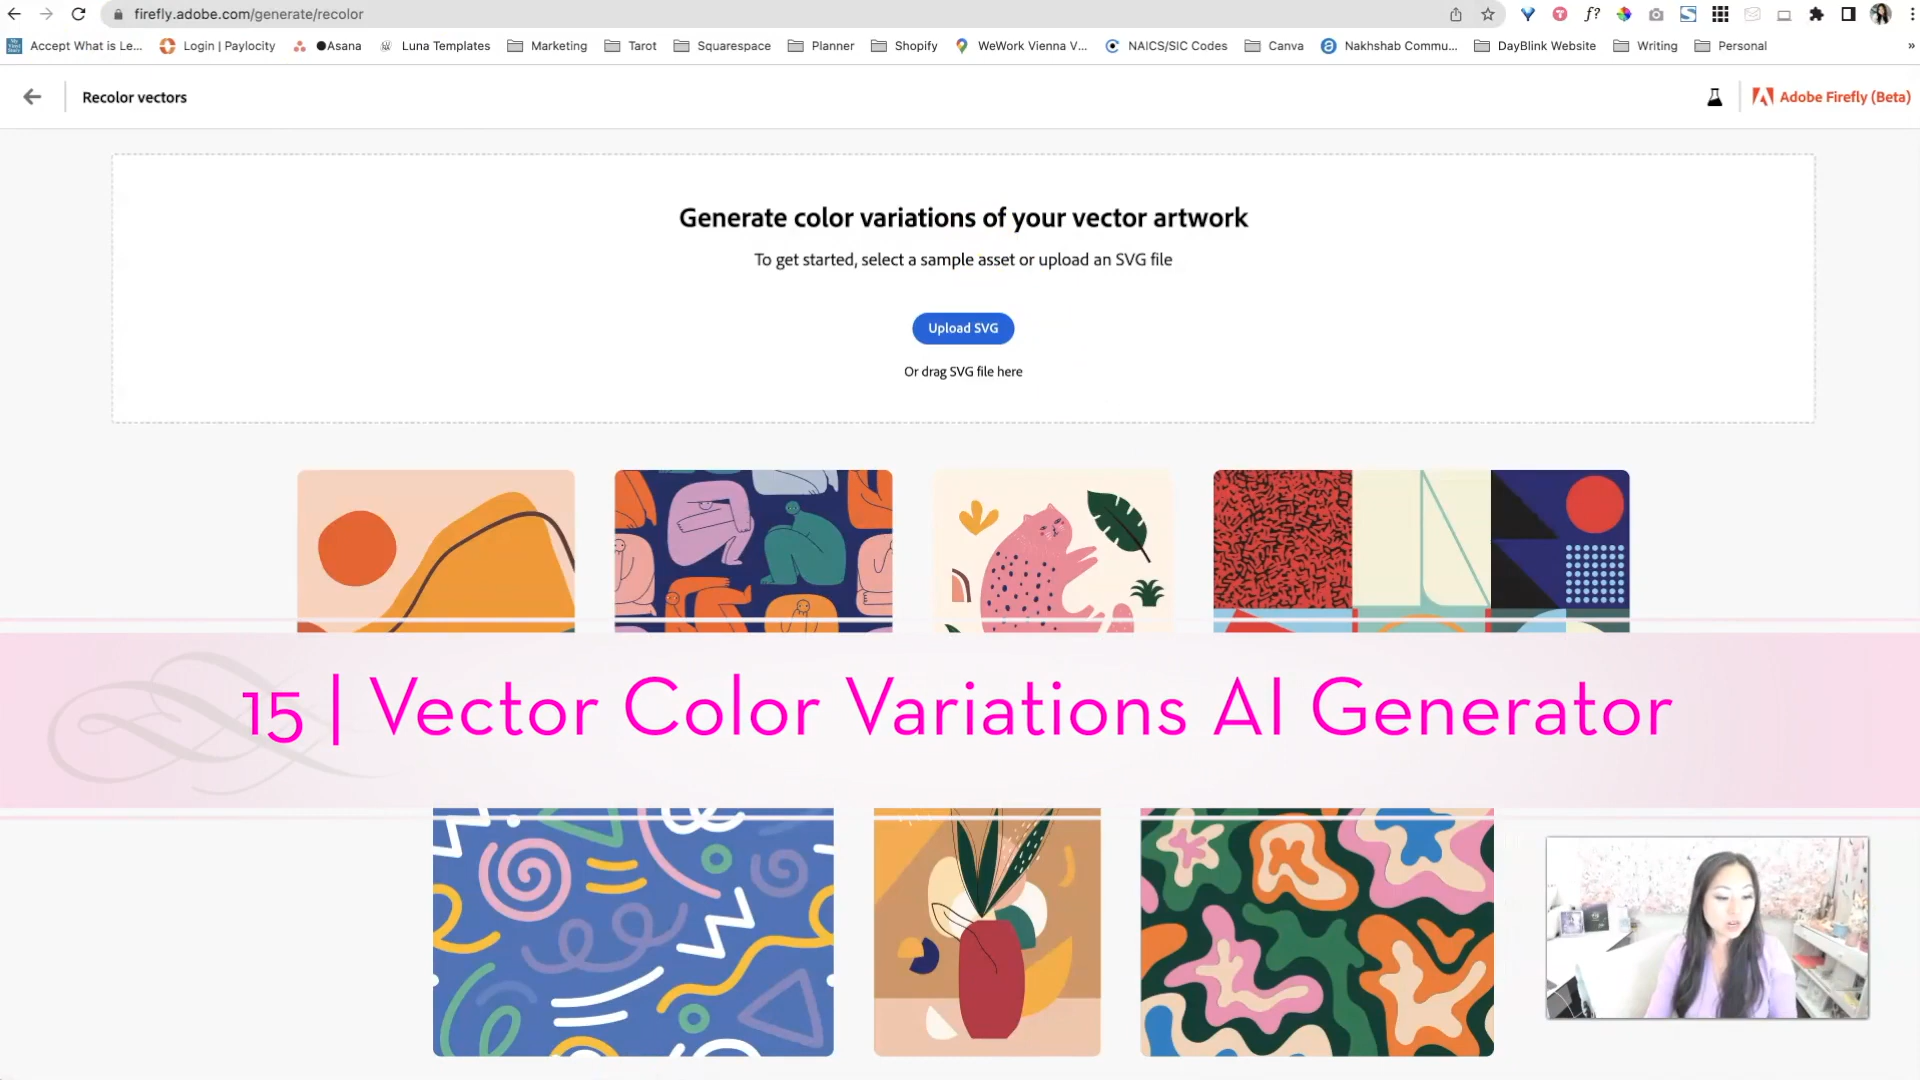 firefly.adobe.com/generate/recolor
f?
Accept What is Le... Login | Paylocity Asana Luna Templates Marketing Tarot Squarespace Planner Shopify WeWork Vienna V... NAICS/SIC Codes Canva Nakhshab Commu... DayBlink Website Writing Personal »
Recolor vectors
Adobe Firefly (Beta)
Generate color variations of your vector artwork
To get started, select a sample asset or upload an SVG file
Upload SVG
Or drag SVG file here
15 | Vector Color Variations AI Generator